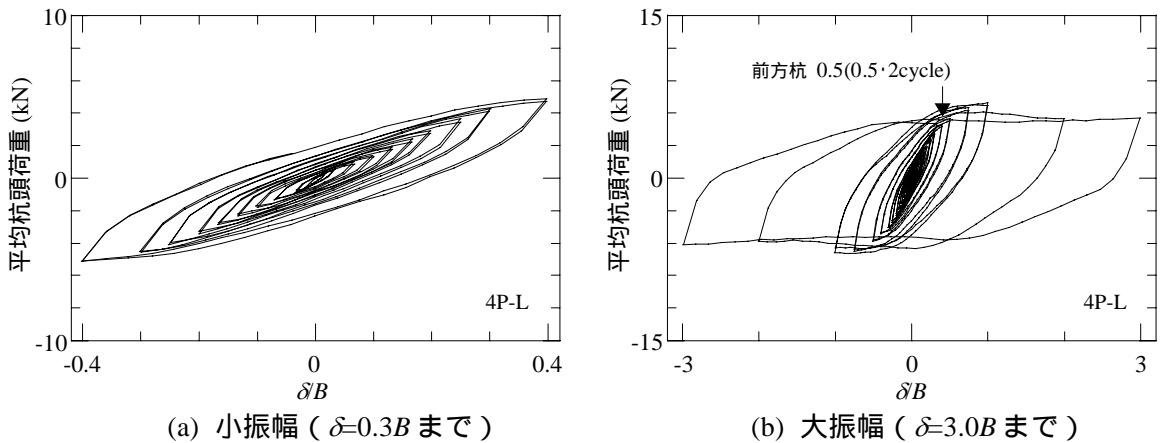 10
0
-10
-0.4
0
0.4
平均杭頭荷重 (kN)
δ/B
4P-L
(a) 小振幅 ( δ=0.3B まで )
15
0
-15
-3
0
3
平均杭頭荷重 (kN)
δ/B
前方杭 0.5(0.5･2cycle)
4P-L
(b) 大振幅 ( δ=3.0B まで )